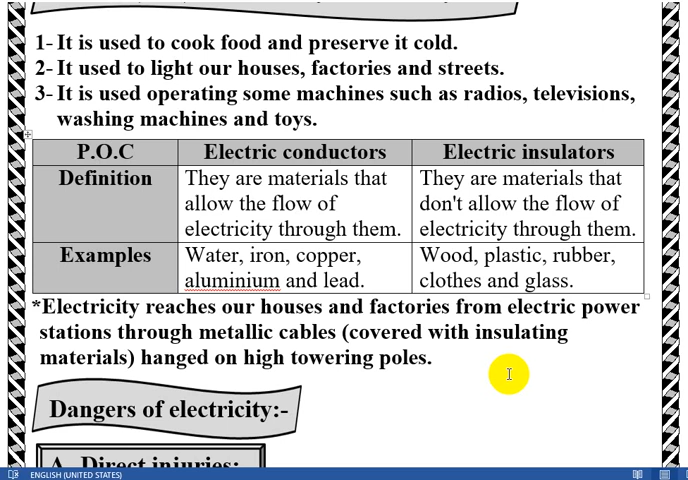 1- It is used to cook food and preserve it cold.
2- It used to light our houses, factories and streets.
3- It is used operating some machines such as radios, televisions,
washing machines and toys.
P.O.C Electric conductors Electric insulators
Definition They are materials that They are materials that
allow the flow of don't allow the flow of
electricity through them. electricity through them.
Examples Water, iron, copper, Wood, plastic, rubber,
aluminium and lead. clothes and glass.
*Electricity reaches our houses and factories from electric power
stations through metallic cables (covered with insulating
materials) hanged on high towering poles.
Dangers of electricity:-
A. Direct injuries:
ENGLISH (UNITED STATES)